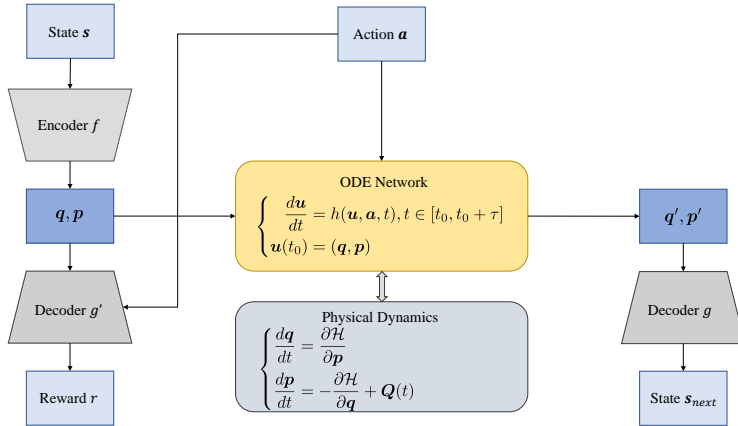 State s
Action a
Encoder f
ODE Network
du/dt = h(u, a, t), t ∈ [t₀, t₀ + τ]
u(t₀) = (q, p)
q, p
q′, p′
Decoder g′
Physical Dynamics
dq/dt = ∂ℋ/∂p
dp/dt = −∂ℋ/∂q + Q(t)
Decoder g
Reward r
State s_next